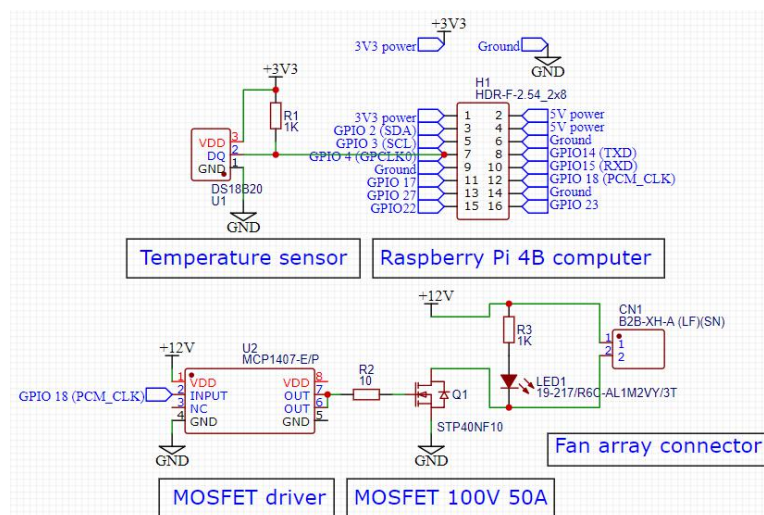 +3V3
3V3 power
Ground
GND
+3V3
H1
HDR-F-2.54_2x8
R1
1K
3V3 power 1 2 5V power
GPIO 2 (SDA) 3 4 5V power
GPIO 3 (SCL) 5 6 Ground
GPIO 4 (GPCLK0) 7 8 GPIO14 (TXD)
Ground 9 10 GPIO15 (RXD)
GPIO 17 11 12 GPIO 18 (PCM_CLK)
GPIO 27 13 14 Ground
GPIO22 15 16 GPIO 23
VDD 3
DQ 2
GND 1
DS18B20
U1
GND
Temperature sensor
Raspberry Pi 4B computer
+12V
U2
MCP1407-E/P
GPIO 18 (PCM_CLK)
1 VDD VDD 8
2 INPUT OUT 7
3 NC OUT 6
4 GND GND 5
GND
R2
10
+12V
Q1
STP40NF10
GND
R3
1K
LED1
19-217/R6C-AL1M2VY/3T
CN1
B2B-XH-A (LF)(SN)
1 1
2 2
Fan array connector
MOSFET driver
MOSFET 100V 50A